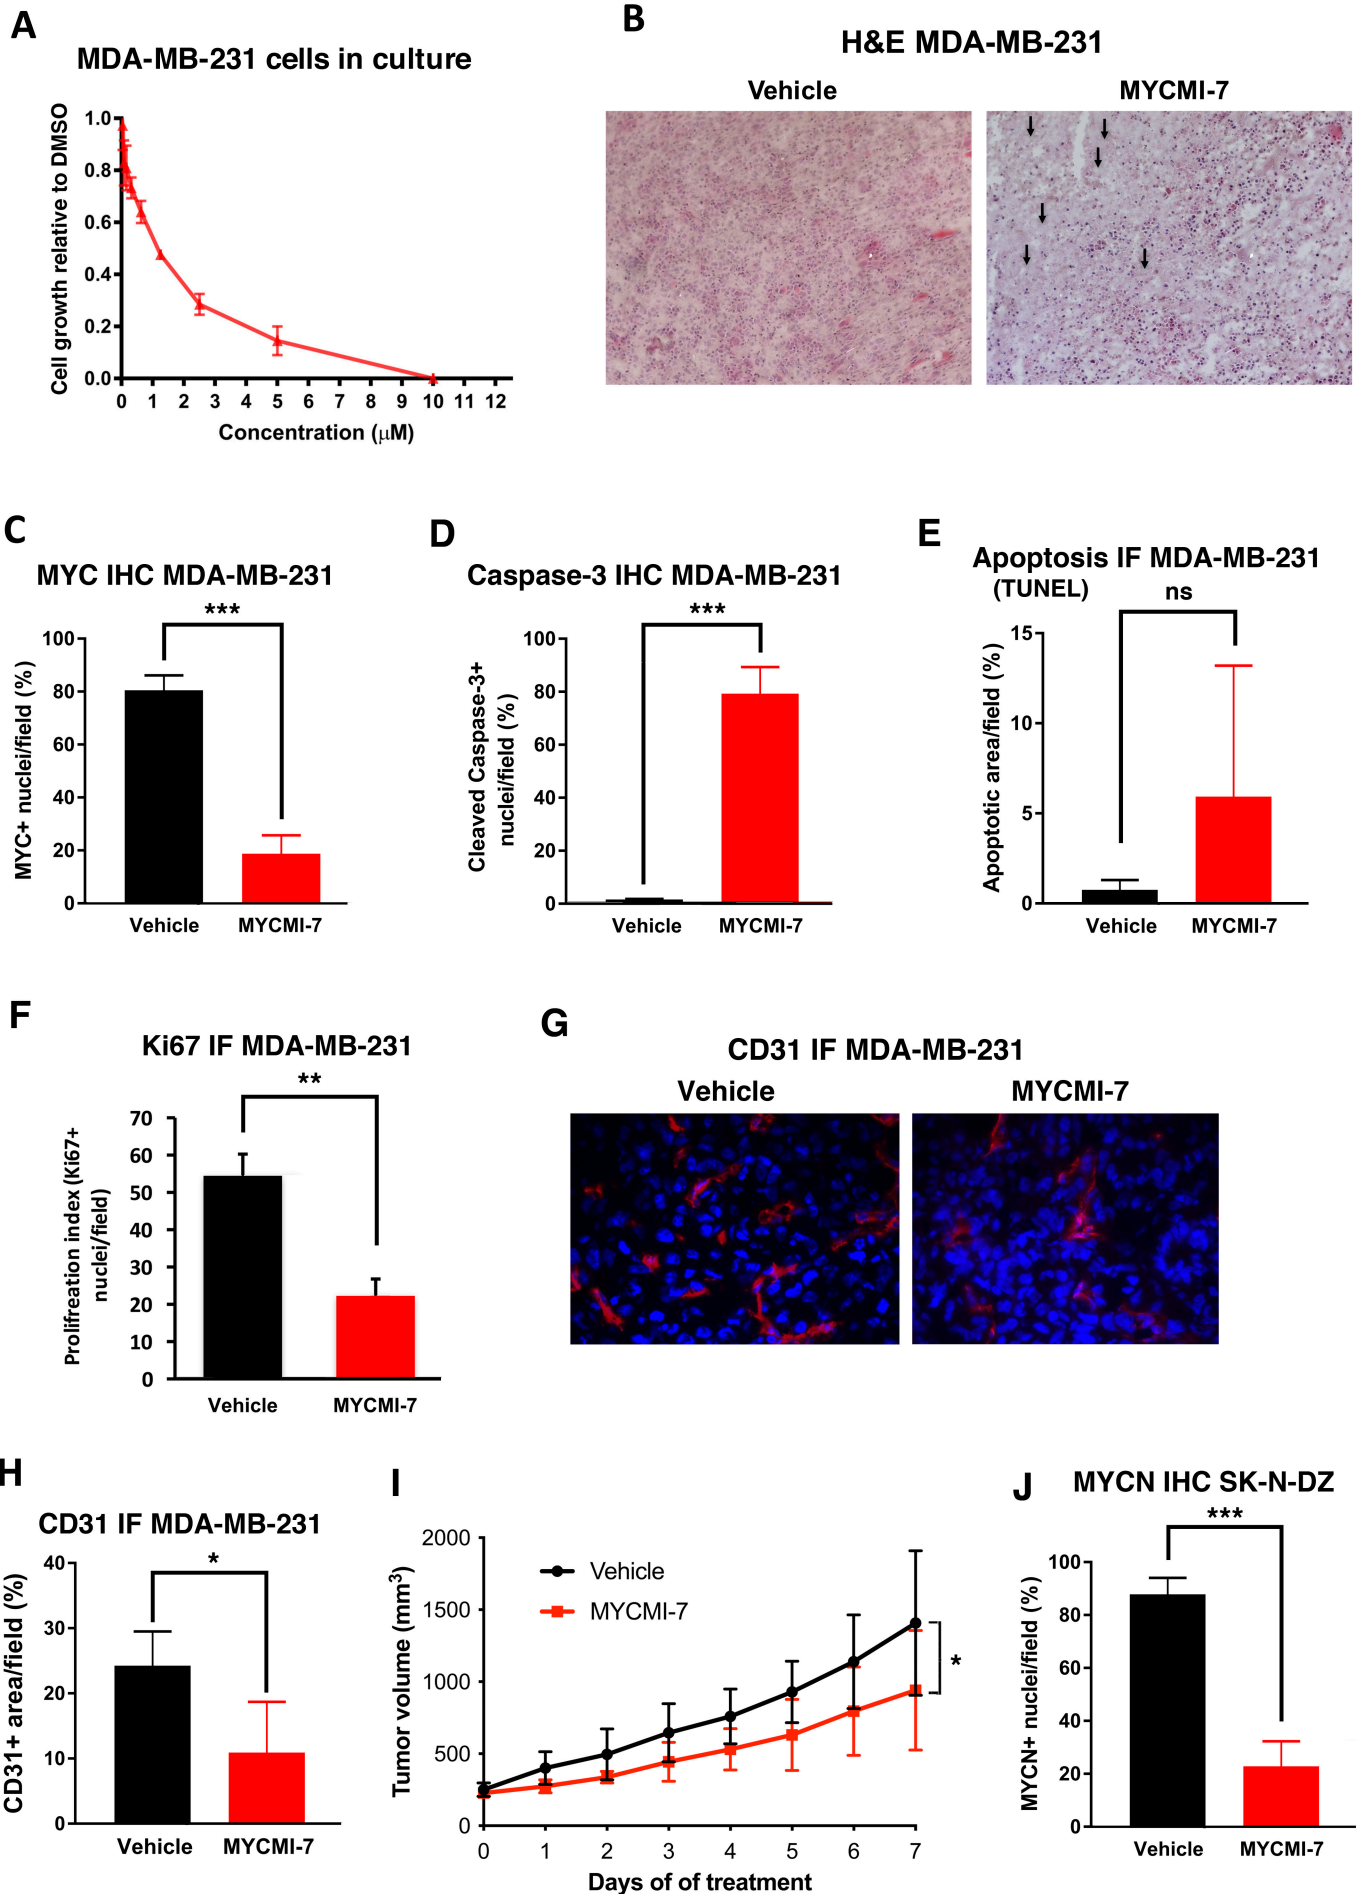 A
MDA-MB-231 cells in culture
Cell growth relative to DMSO
1.0
0.8
0.6
0.4
0.2
0.0
0 1 2 3 4 5 6 7 8 9 10 11 12
Concentration (μM)
B
H&E MDA-MB-231
Vehicle MYCMI-7
C
MYC IHC MDA-MB-231
***
MYC+ nuclei/field (%)
100
80
60
40
20
0
Vehicle MYCMI-7
D
Caspase-3 IHC MDA-MB-231
***
Cleaved Caspase-3+
nuclei/field (%)
100
80
60
40
20
0
Vehicle MYCMI-7
E
Apoptosis IF MDA-MB-231
(TUNEL)
ns
Apoptotic area/field (%)
15
10
5
0
Vehicle MYCMI-7
F
Ki67 IF MDA-MB-231
**
Prolifreation index (Ki67+
nuclei/field)
70
60
50
40
30
20
10
0
Vehicle MYCMI-7
G
CD31 IF MDA-MB-231
Vehicle MYCMI-7
H
CD31 IF MDA-MB-231
*
CD31+ area/field (%)
40
30
20
10
0
Vehicle MYCMI-7
I
Tumor volume (mm³)
2000
1500
1000
500
0
Vehicle
MYCMI-7
*
0 1 2 3 4 5 6 7
Days of of treatment
J
MYCN IHC SK-N-DZ
***
MYCN+ nuclei/field (%)
100
80
60
40
20
0
Vehicle MYCMI-7